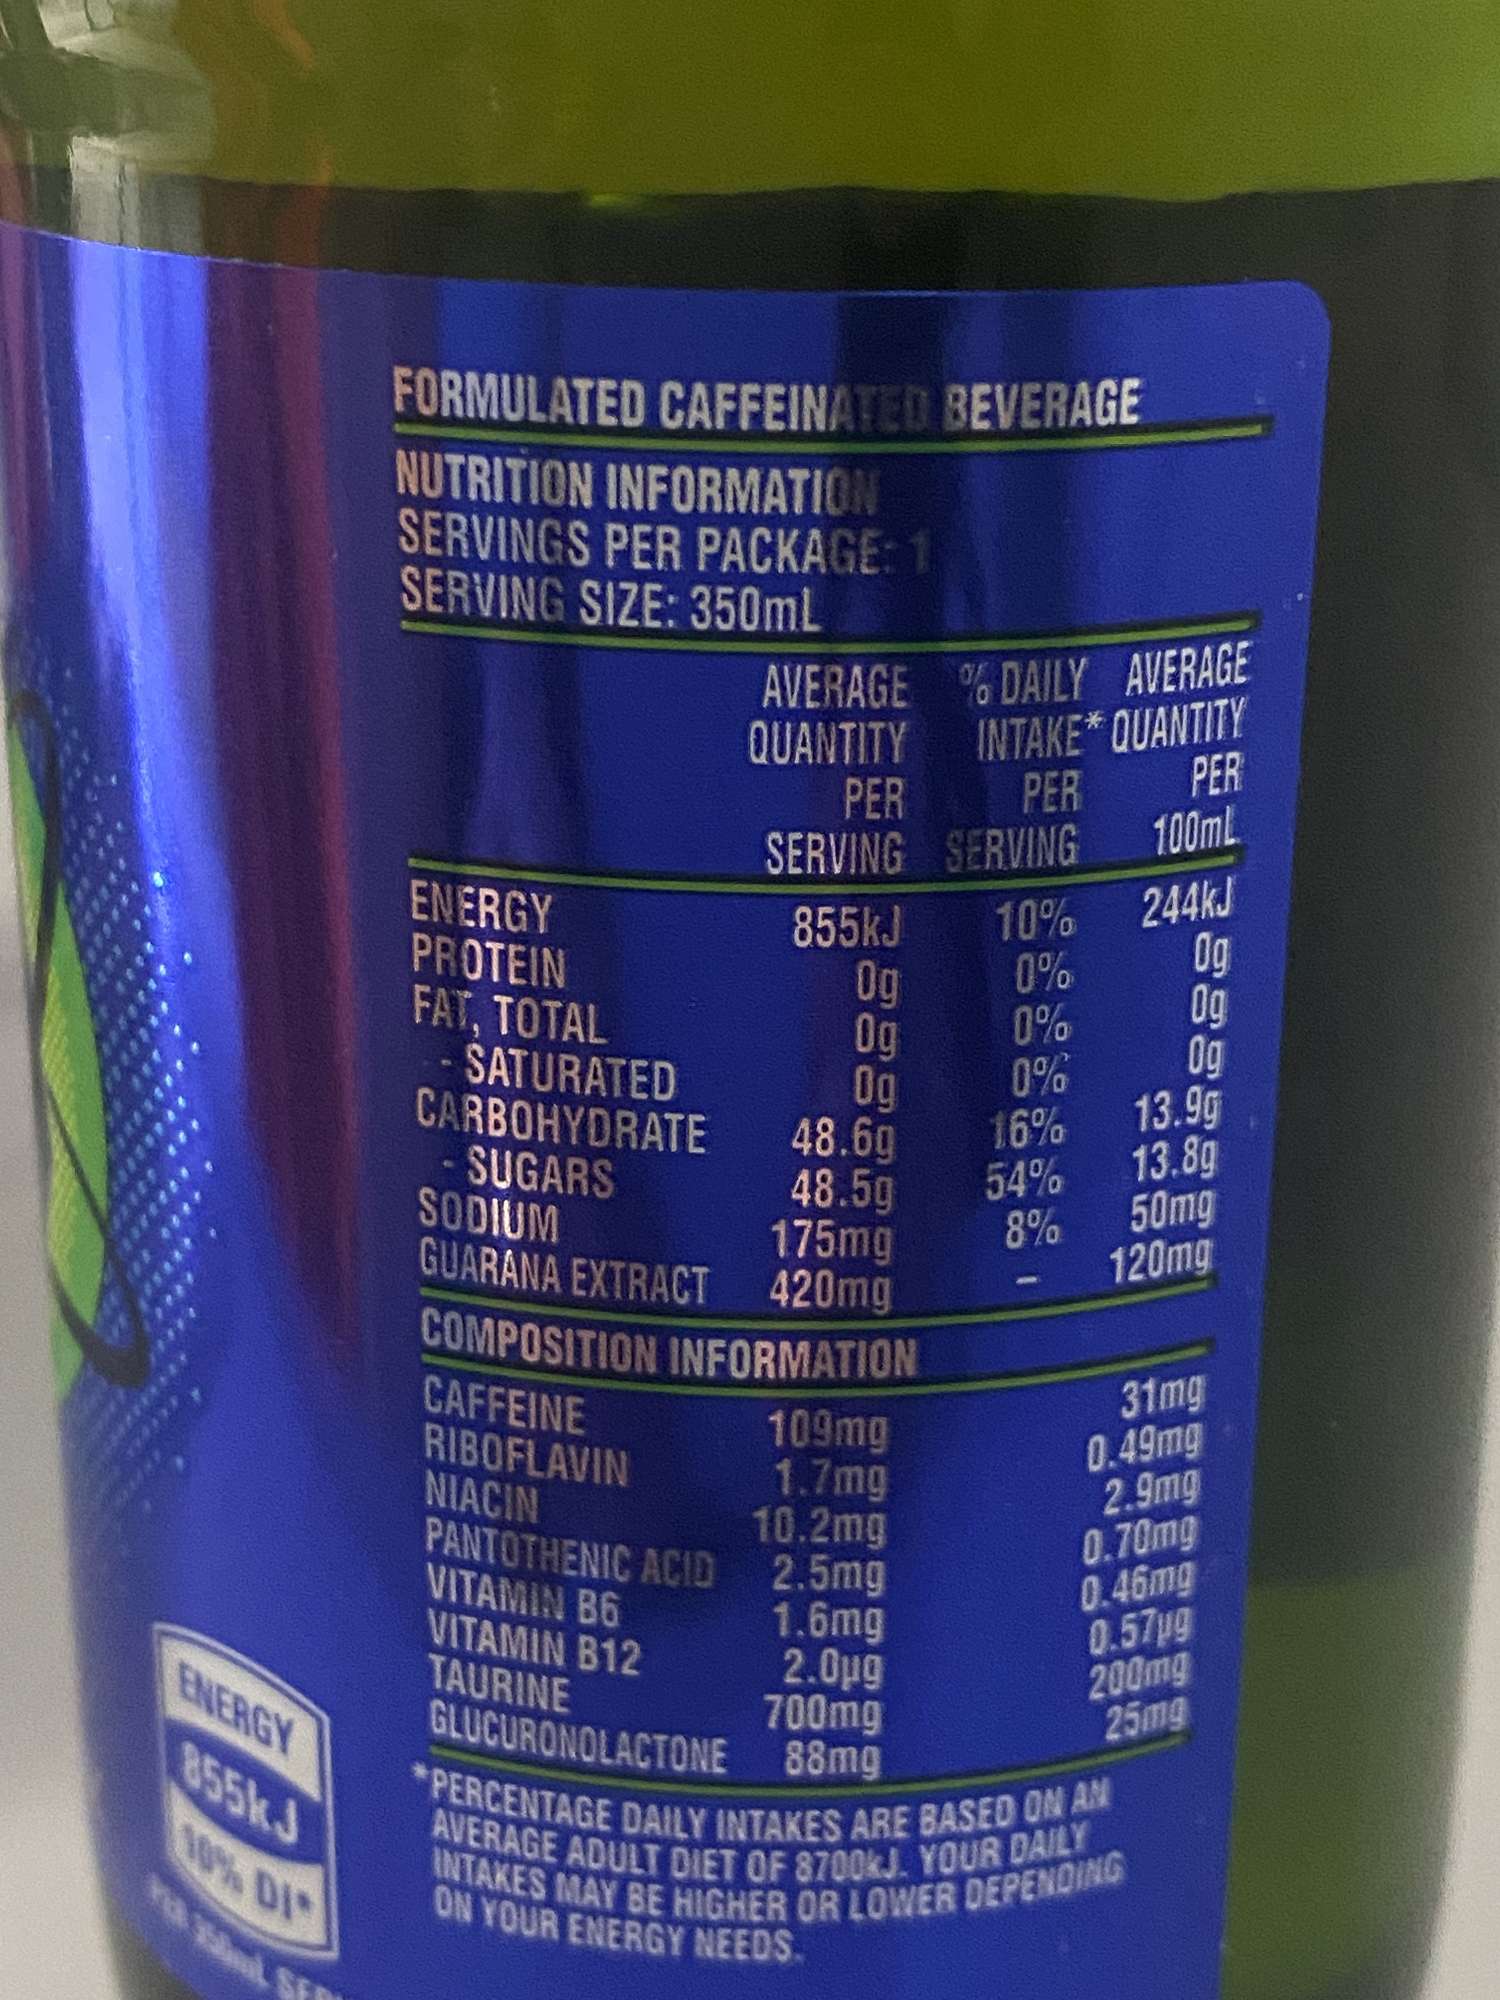 FORMULATED CAFFEINATED BEVERAGE
NUTRITION INFORMATION
SERVINGS PER PACKAGE: 1
SERVING SIZE: 350mL
AVERAGE % DAILY AVERAGE
QUANTITY INTAKE* QUANTITY
PER PER PER
SERVING SERVING 100mL
ENERGY 855kJ 10% 244kJ
PROTEIN 0g 0% 0g
FAT, TOTAL 0g 0% 0g
- SATURATED 0g 0% 0g
CARBOHYDRATE 48.6g 16% 13.9g
- SUGARS 48.5g 54% 13.8g
SODIUM 175mg 8% 50mg
GUARANA EXTRACT 420mg – 120mg
COMPOSITION INFORMATION
CAFFEINE 109mg 31mg
RIBOFLAVIN 1.7mg 0.49mg
NIACIN 10.2mg 2.9mg
PANTOTHENIC ACID 2.5mg 0.70mg
VITAMIN B6 1.6mg 0.46mg
VITAMIN B12 2.0µg 0.57µg
TAURINE 700mg 200mg
GLUCURONOLACTONE 88mg 25mg
*PERCENTAGE DAILY INTAKES ARE BASED ON AN
AVERAGE ADULT DIET OF 8700kJ. YOUR DAILY
INTAKES MAY BE HIGHER OR LOWER DEPENDING
ON YOUR ENERGY NEEDS.
ENERGY
855kJ
10% DI*
PER 350mL